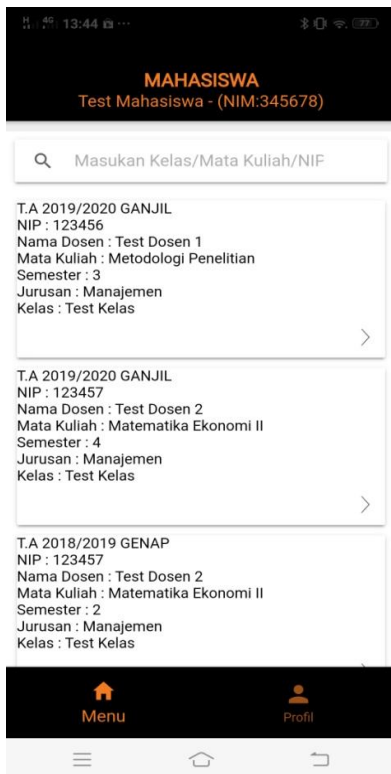 H 4G 13:44 ...
77
MAHASISWA
Test Mahasiswa - (NIM:345678)
Masukan Kelas/Mata Kuliah/NIF
T.A 2019/2020 GANJIL
NIP : 123456
Nama Dosen : Test Dosen 1
Mata Kuliah : Metodologi Penelitian
Semester : 3
Jurusan : Manajemen
Kelas : Test Kelas
T.A 2019/2020 GANJIL
NIP : 123457
Nama Dosen : Test Dosen 2
Mata Kuliah : Matematika Ekonomi II
Semester : 4
Jurusan : Manajemen
Kelas : Test Kelas
T.A 2018/2019 GENAP
NIP : 123457
Nama Dosen : Test Dosen 2
Mata Kuliah : Matematika Ekonomi II
Semester : 2
Jurusan : Manajemen
Kelas : Test Kelas
Menu
Profil